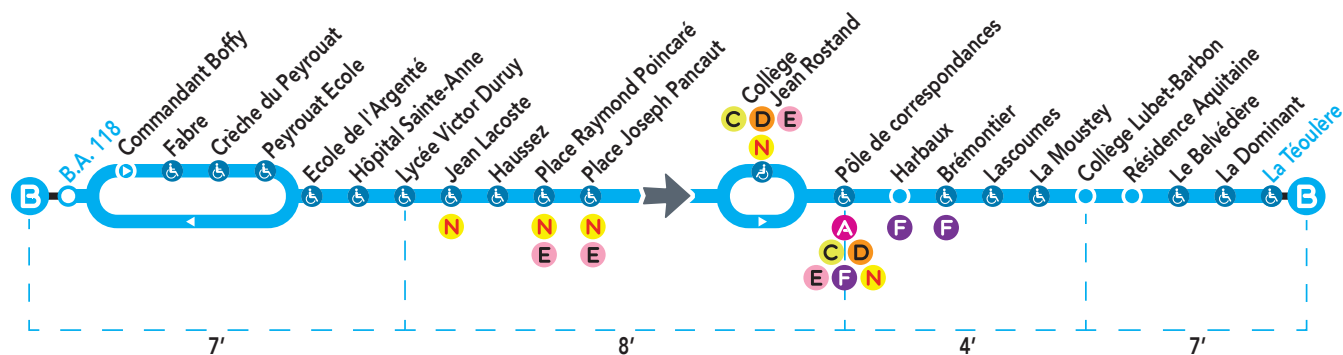 B
B.A. 118
Commandant Boffy
Fabre
Crèche du Peyrouat
Peyrouat Ecole
Ecole de l'Argenté
Hôpital Sainte-Anne
Lycée Victor Duruy
Jean Lacoste
N
Haussez
Place Raymond Poincaré
N
E
Place Joseph Pancaut
N
E
Collège
Jean Rostand
C D E
N
Pôle de correspondances
A
C D
E F N
Harbaux
F
Brémontier
F
Lascoumes
La Moustey
Collège Lubet-Barbon
Résidence Aquitaine
Le Belvédère
La Dominant
La Téoulère
B
7’
8’
4’
7’